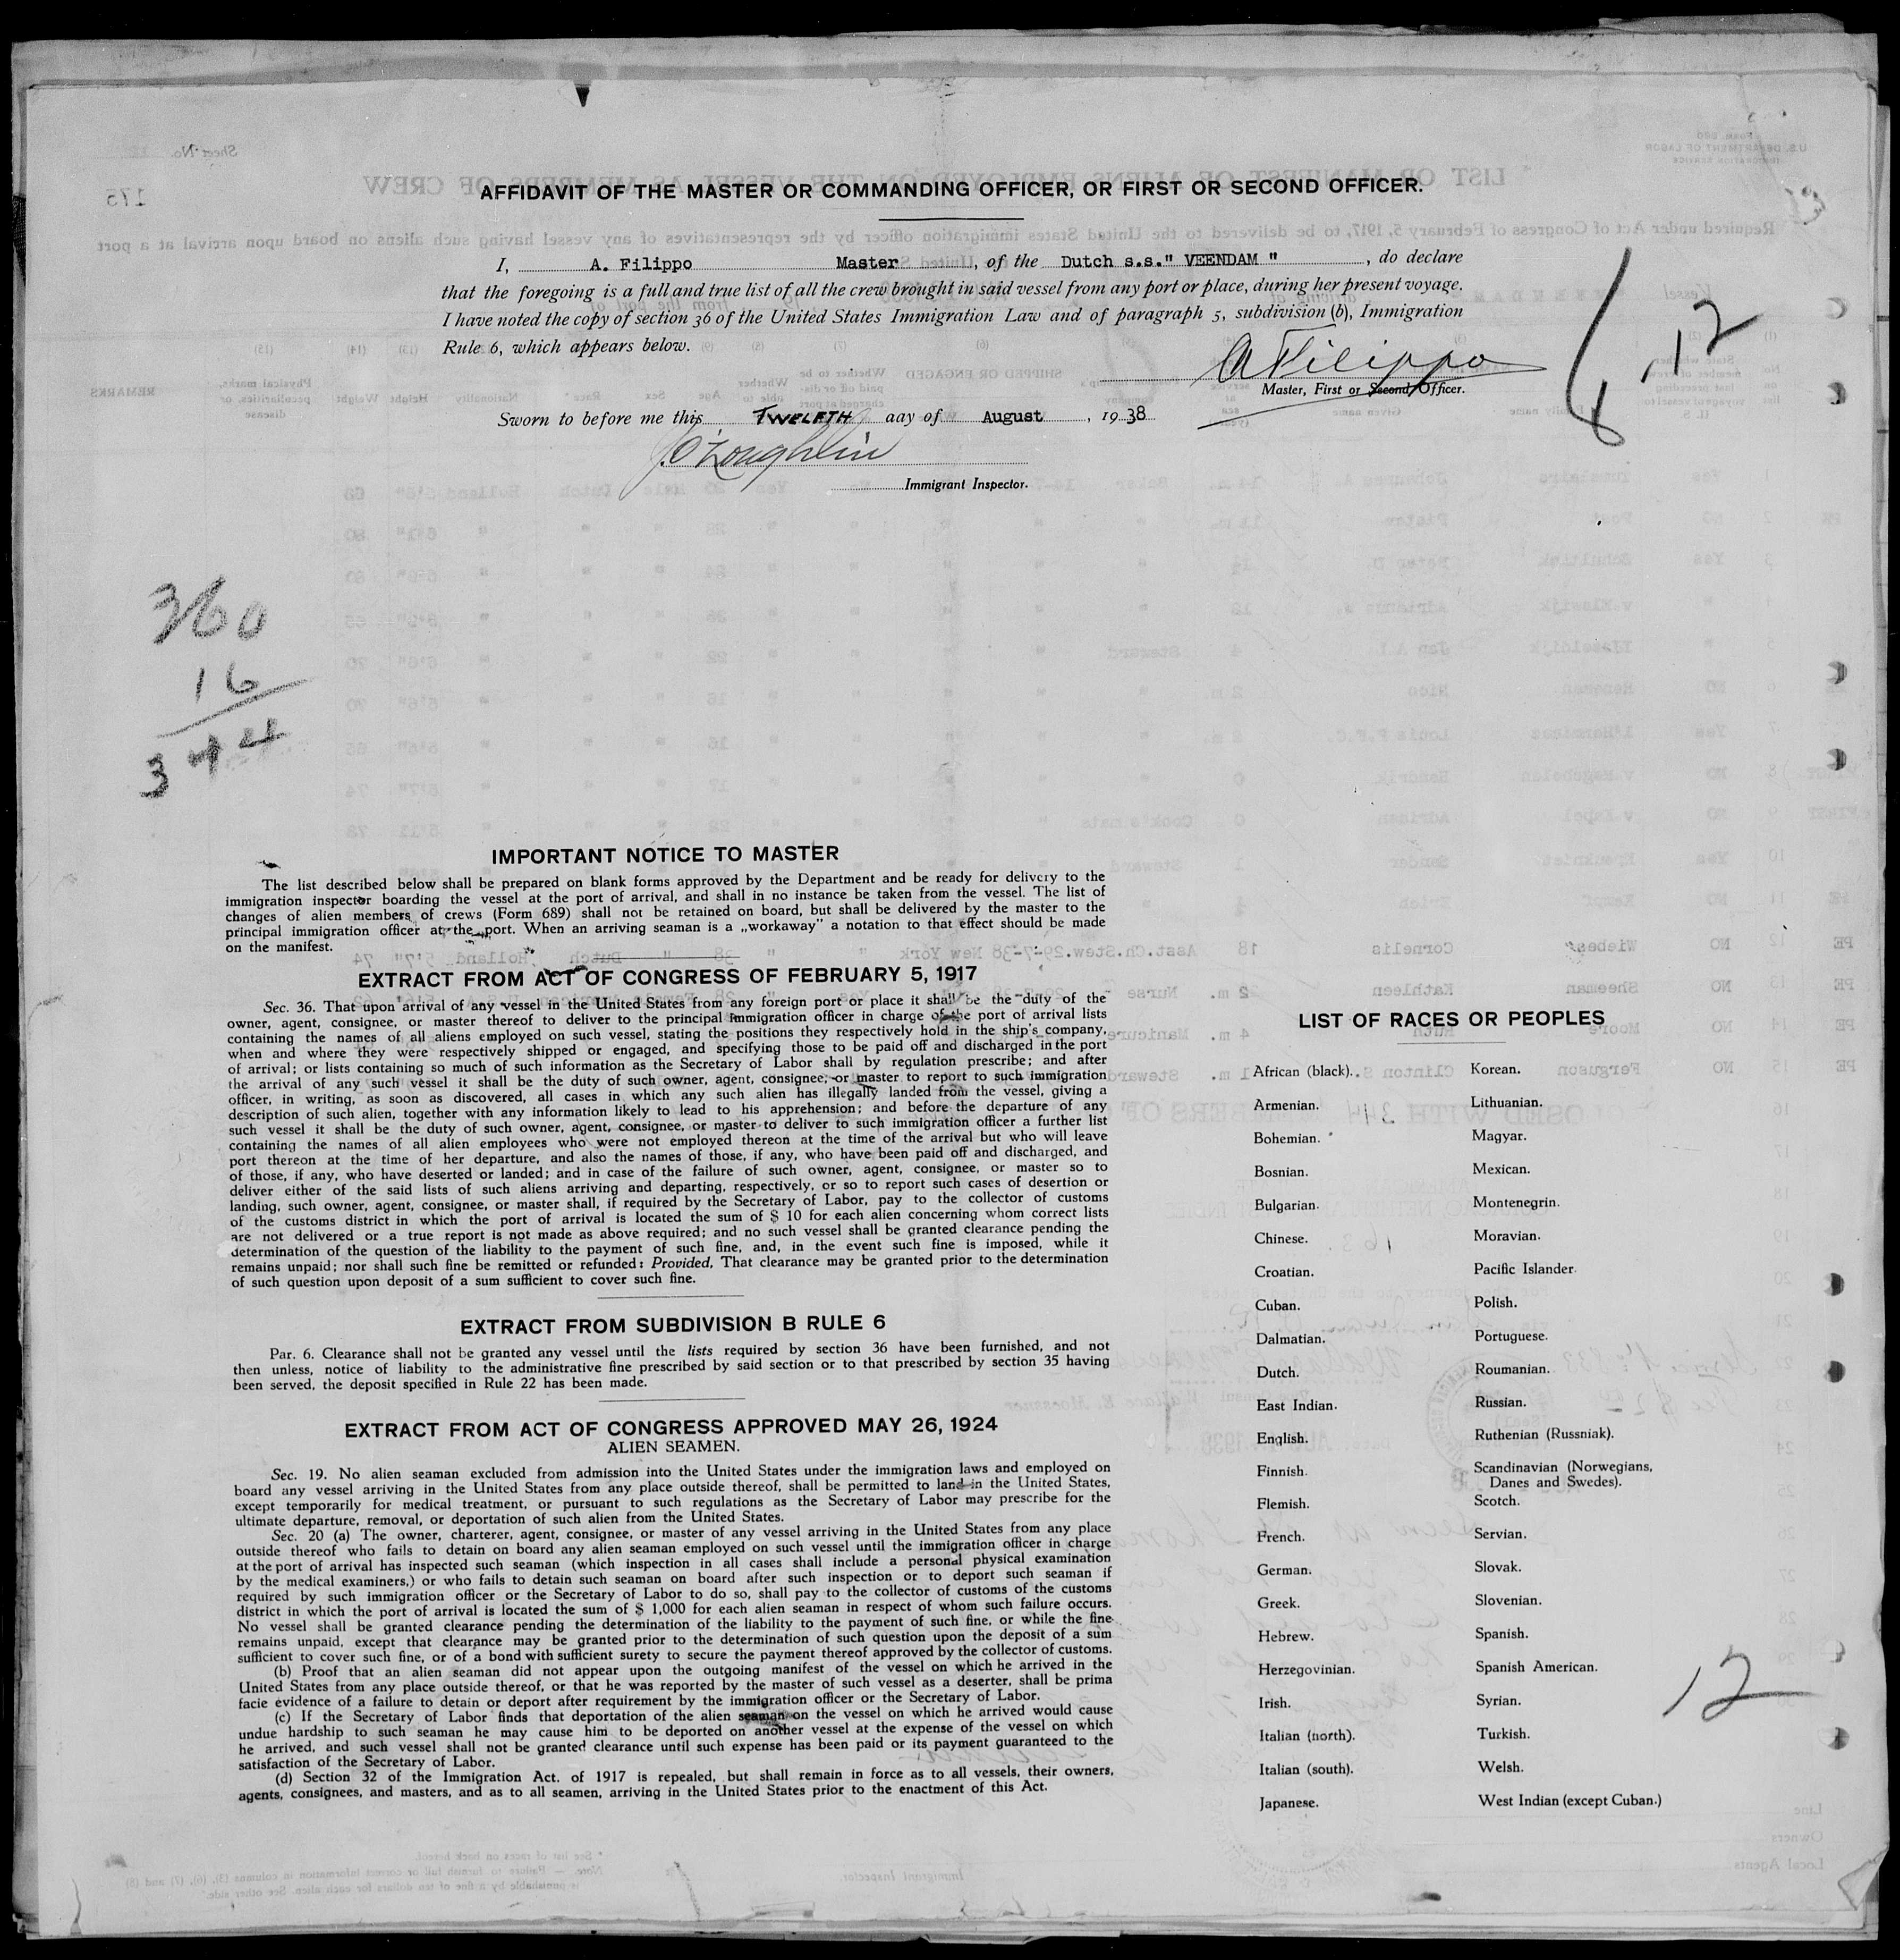 AFFIDAVIT OF THE MASTER OR COMMANDING OFFICER, OR FIRST OR SECOND OFFICER.
I, A. Filippo Master, of the Dutch s.s." VEENDAM ", do declare
that the foregoing is a full and true list of all the crew brought in said vessel from any port or place, during her present voyage.
I have noted the copy of section 36 of the United States Immigration Law and of paragraph 5, subdivision (b), Immigration
Rule 6, which appears below.
AFilippo
Master, First or Second Officer.
Sworn to before me this TWELFTH day of August, 1938
J. O'Loughlin
Immigrant Inspector.
8/12
360
16
344
IMPORTANT NOTICE TO MASTER
The list described below shall be prepared on blank forms approved by the Department and be ready for delivery to the
immigration inspector boarding the vessel at the port of arrival, and shall in no instance be taken from the vessel. The list of
changes of alien members of crews (Form 689) shall not be retained on board, but shall be delivered by the master to the
principal immigration officer at the port. When an arriving seaman is a „workaway" a notation to that effect should be made
on the manifest.
EXTRACT FROM ACT OF CONGRESS OF FEBRUARY 5, 1917
Sec. 36. That upon arrival of any vessel in the United States from any foreign port or place it shall be the duty of the
owner, agent, consignee, or master thereof to deliver to the principal immigration officer in charge of the port of arrival lists
containing the names of all aliens employed on such vessel, stating the positions they respectively hold in the ship's company,
when and where they were respectively shipped or engaged, and specifying those to be paid off and discharged in the port
of arrival; or lists containing so much of such information as the Secretary of Labor shall by regulation prescribe; and after
the arrival of any such vessel it shall be the duty of such owner, agent, consignee, or master to report to such immigration
officer, in writing, as soon as discovered, all cases in which any such alien has illegally landed from the vessel, giving a
description of such alien, together with any information likely to lead to his apprehension; and before the departure of any
such vessel it shall be the duty of such owner, agent, consignee, or master to deliver to such immigration officer a further list
containing the names of all alien employees who were not employed thereon at the time of the arrival but who will leave
port thereon at the time of her departure, and also the names of those, if any, who have been paid off and discharged, and
of those, if any, who have deserted or landed; and in case of the failure of such owner, agent, consignee, or master so to
deliver either of the said lists of such aliens arriving and departing, respectively, or so to report such cases of desertion or
landing, such owner, agent, consignee, or master shall, if required by the Secretary of Labor, pay to the collector of customs
of the customs district in which the port of arrival is located the sum of $ 10 for each alien concerning whom correct lists
are not delivered or a true report is not made as above required; and no such vessel shall be granted clearance pending the
determination of the question of the liability to the payment of such fine, and, in the event such fine is imposed, while it
remains unpaid; nor shall such fine be remitted or refunded: Provided, That clearance may be granted prior to the determination
of such question upon deposit of a sum sufficient to cover such fine.
EXTRACT FROM SUBDIVISION B RULE 6
Par. 6. Clearance shall not be granted any vessel until the lists required by section 36 have been furnished, and not
then unless, notice of liability to the administrative fine prescribed by said section or to that prescribed by section 35 having
been served, the deposit specified in Rule 22 has been made.
EXTRACT FROM ACT OF CONGRESS APPROVED MAY 26, 1924
ALIEN SEAMEN.
Sec. 19. No alien seaman excluded from admission into the United States under the immigration laws and employed on
board any vessel arriving in the United States from any place outside thereof, shall be permitted to land in the United States,
except temporarily for medical treatment, or pursuant to such regulations as the Secretary of Labor may prescribe for the
ultimate departure, removal, or deportation of such alien from the United States.
Sec. 20 (a) The owner, charterer, agent, consignee, or master of any vessel arriving in the United States from any place
outside thereof who fails to detain on board any alien seaman employed on such vessel until the immigration officer in charge
at the port of arrival has inspected such seaman (which inspection in all cases shall include a personal physical examination
by the medical examiners,) or who fails to detain such seaman on board after such inspection or to deport such seaman if
required by such immigration officer or the Secretary of Labor to do so, shall pay to the collector of customs of the customs
district in which the port of arrival is located the sum of $ 1,000 for each alien seaman in respect of whom such failure occurs.
No vessel shall be granted clearance pending the determination of the liability to the payment of such fine, or while the fine
remains unpaid, except that clearance may be granted prior to the determination of such question upon the deposit of a sum
sufficient to cover such fine, or of a bond with sufficient surety to secure the payment thereof approved by the collector of customs.
(b) Proof that an alien seaman did not appear upon the outgoing manifest of the vessel on which he arrived in the
United States from any place outside thereof, or that he was reported by the master of such vessel as a deserter, shall be prima
facie evidence of a failure to detain or deport after requirement by the immigration officer or the Secretary of Labor.
(c) If the Secretary of Labor finds that deportation of the alien seaman on the vessel on which he arrived would cause
undue hardship to such seaman he may cause him to be deported on another vessel at the expense of the vessel on which
he arrived, and such vessel shall not be granted clearance until such expense has been paid or its payment guaranteed to the
satisfaction of the Secretary of Labor.
(d) Section 32 of the Immigration Act. of 1917 is repealed, but shall remain in force as to all vessels, their owners,
agents, consignees, and masters, and as to all seamen, arriving in the United States prior to the enactment of this Act.
LIST OF RACES OR PEOPLES
African (black).
Armenian.
Bohemian.
Bosnian.
Bulgarian.
Chinese.
Croatian.
Cuban.
Dalmatian.
Dutch.
East Indian.
English.
Finnish.
Flemish.
French.
German.
Greek.
Hebrew.
Herzegovinian.
Irish.
Italian (north).
Italian (south).
Japanese.
Korean.
Lithuanian.
Magyar.
Mexican.
Montenegrin.
Moravian.
Pacific Islander.
Polish.
Portuguese.
Roumanian.
Russian.
Ruthenian (Russniak).
Scandinavian (Norwegians,
Danes and Swedes).
Scotch.
Servian.
Slovak.
Slovenian.
Spanish.
Spanish American.
Syrian.
Turkish.
Welsh.
West Indian (except Cuban.)
12